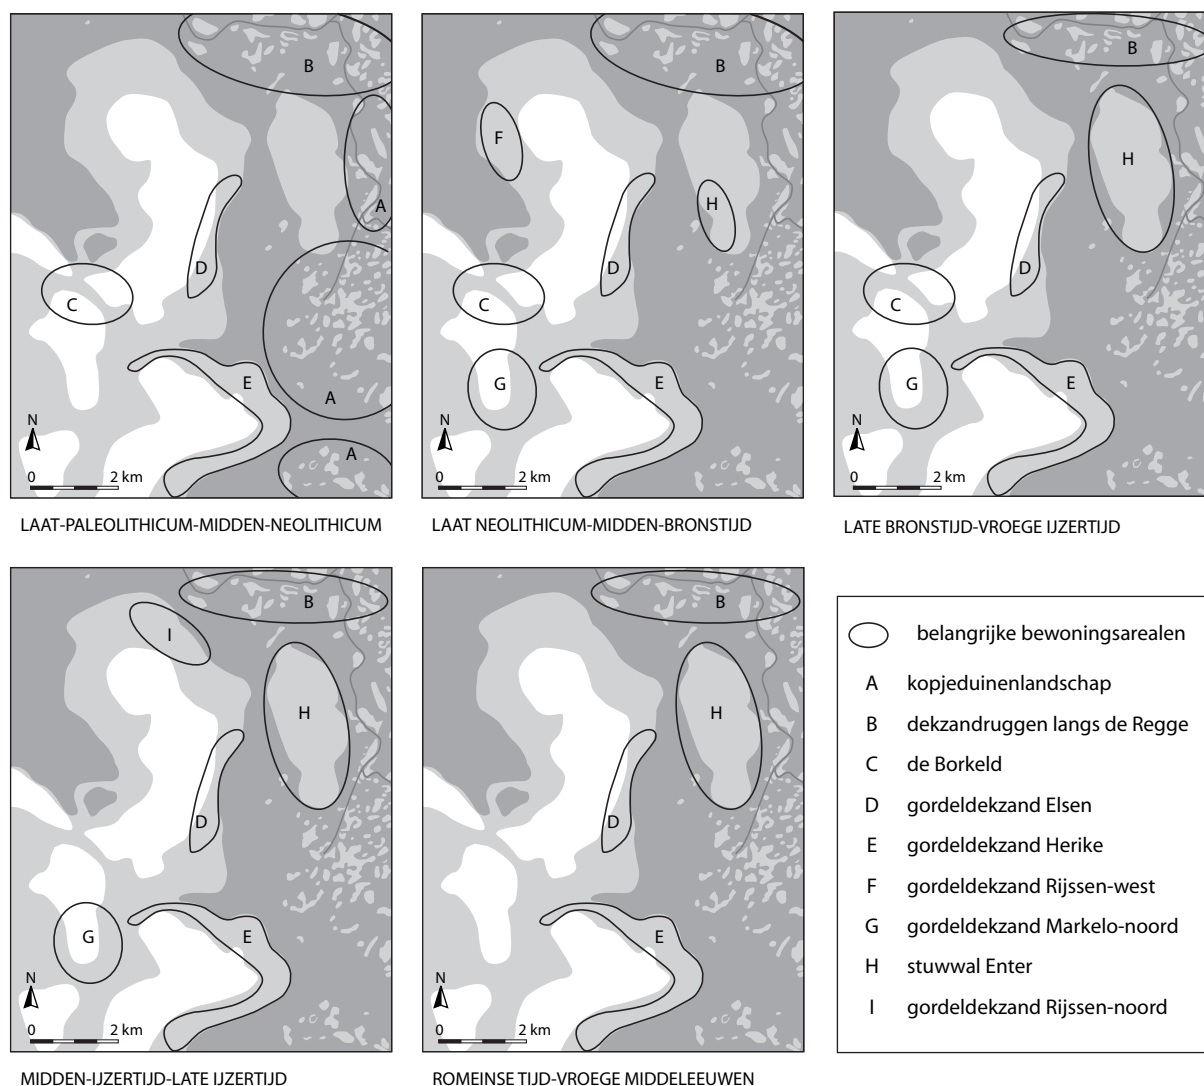 B
A
D
C
E
A
A
N
0 2 km
LAAT-PALEOLITHICUM-MIDDEN-NEOLITHICUM
B
F
H
D
C
G
E
N
0 2 km
LAAT NEOLITHICUM-MIDDEN-BRONSTIJD
B
H
D
C
G
E
N
0 2 km
LATE BRONSTIJD-VROEGE IJZERTIJD
B
I
H
D
G
E
N
0 2 km
MIDDEN-IJZERTIJD-LATE IJZERTIJD
B
H
D
E
N
0 2 km
ROMEINSE TIJD-VROEGE MIDDELEEUWEN
belangrijke bewoningsarealen
A kopjeduinenlandschap
B dekzandruggen langs de Regge
C de Borkeld
D gordeldekzand Elsen
E gordeldekzand Herike
F gordeldekzand Rijssen-west
G gordeldekzand Markelo-noord
H stuwwal Enter
I gordeldekzand Rijssen-noord